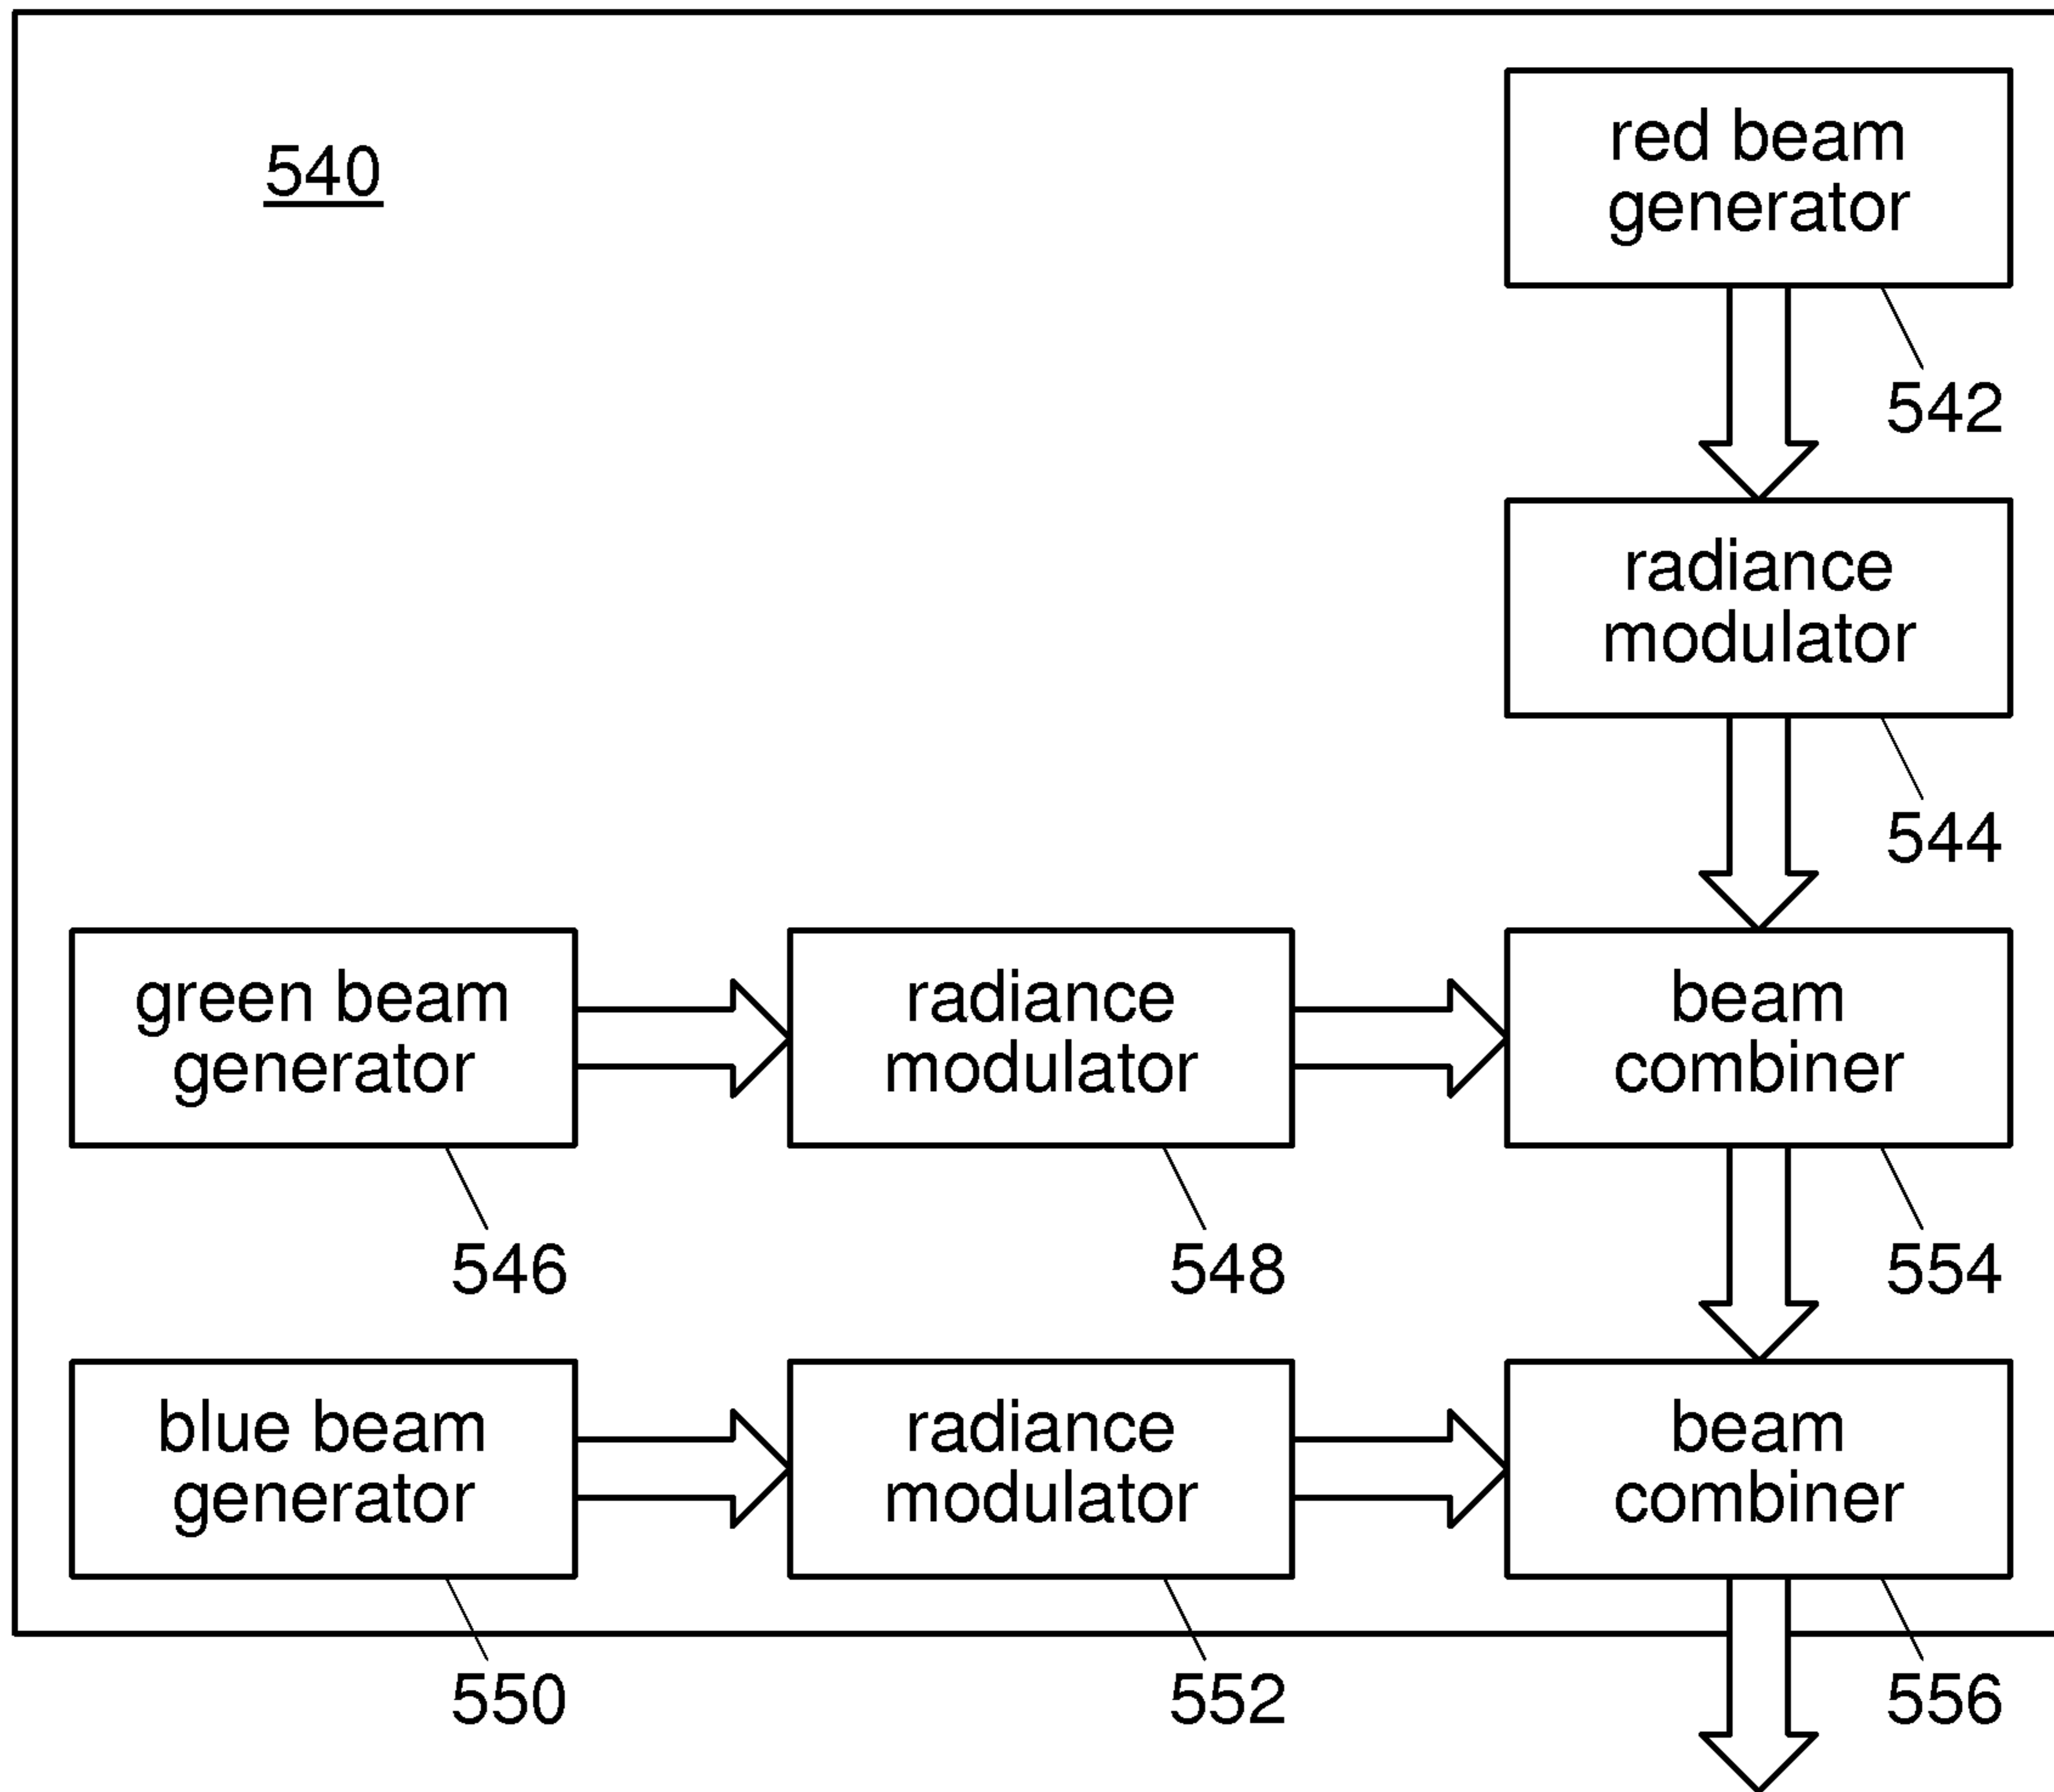 540
red beam
generator
542
radiance
modulator
544
green beam
generator
546
radiance
modulator
548
beam
combiner
554
blue beam
generator
550
radiance
modulator
552
beam
combiner
556